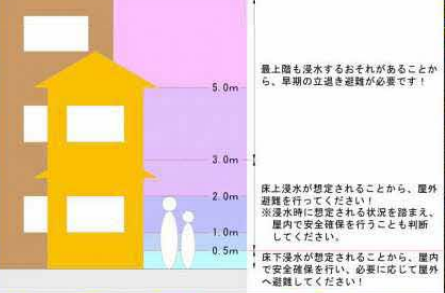 最上階も浸水するおそれがあることか
ら、早期の立退き避難が必要です!
5.0m
3.0m
床上浸水が想定されることから、屋外
避難を行ってください!
※浸水時に想定される状況を踏まえ、
屋内で安全確保を行うことも判断
してください。
2.0m
1.0m
0.5m
床下浸水が想定されることから、屋内
で安全確保を行い、必要に応じて屋外
へ避難してください!